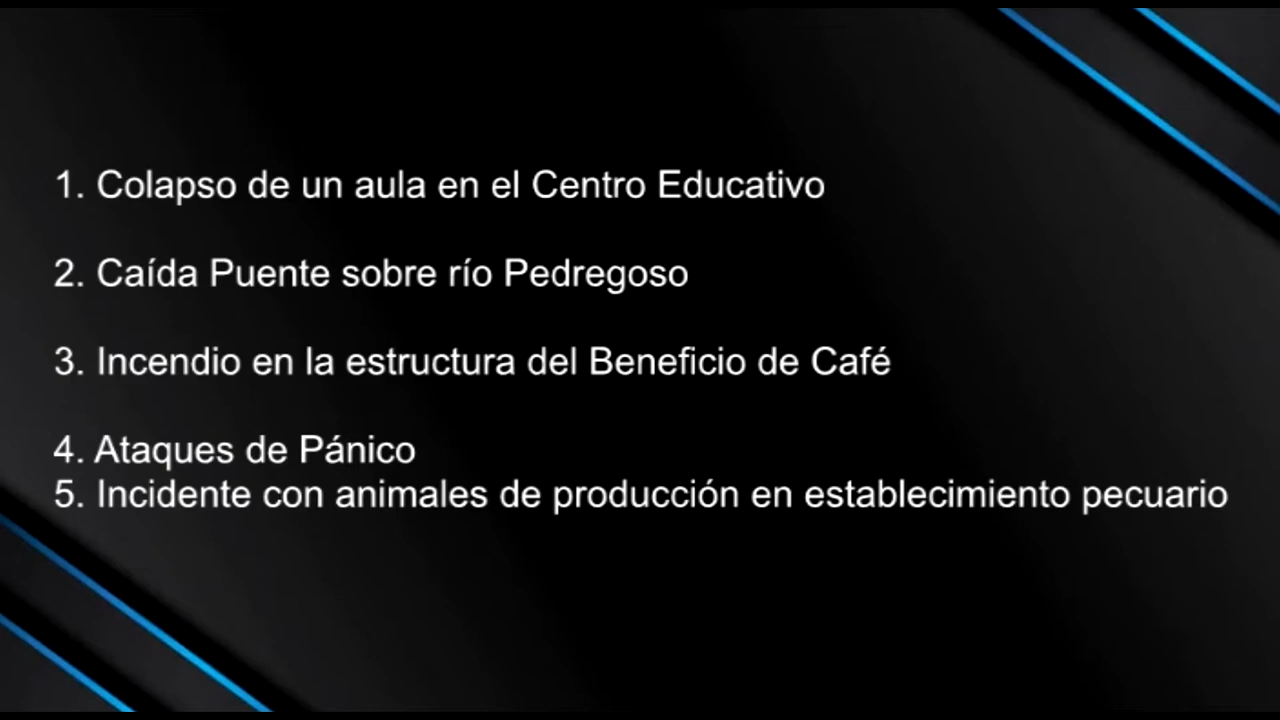 1. Colapso de un aula en el Centro Educativo
2. Caída Puente sobre río Pedregoso
3. Incendio en la estructura del Beneficio de Café
4. Ataques de Pánico
5. Incidente con animales de producción en establecimiento pecuario